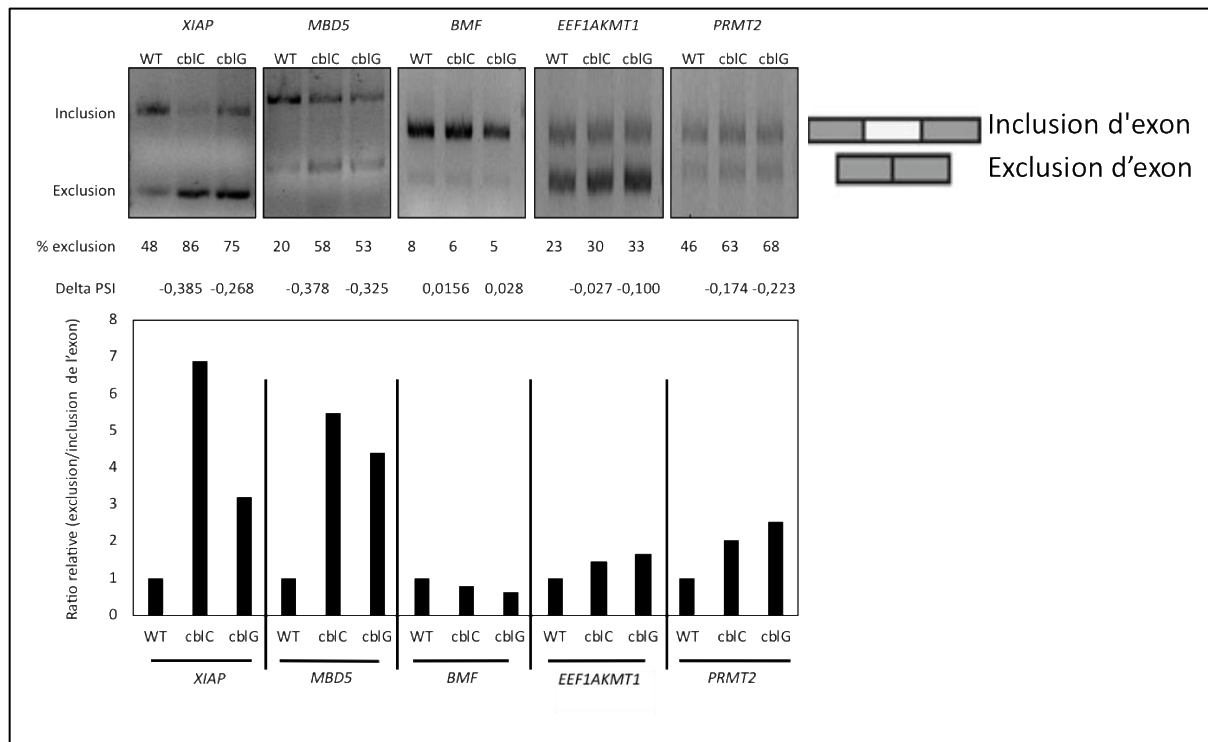 XIAP MBD5 BMF EEF1AKMT1 PRMT2
WT cblC cblG WT cblC cblG WT cblC cblG WT cblC cblG WT cblC cblG
Inclusion
Exclusion
Inclusion d'exon
Exclusion d’exon
% exclusion 48 86 75 20 58 53 8 6 5 23 30 33 46 63 68
Delta PSI -0,385 -0,268 -0,378 -0,325 0,0156 0,028 -0,027 -0,100 -0,174 -0,223
Ratio relative (exclusion/inclusion de l’exon)
8
7
6
5
4
3
2
1
0
WT cblC cblG WT cblC cblG WT cblC cblG WT cblC cblG WT cblC cblG
XIAP MBD5 BMF EEF1AKMT1 PRMT2